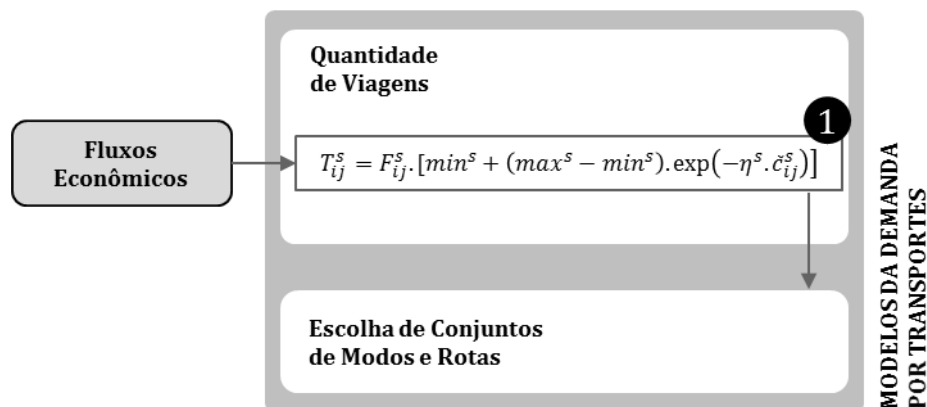 Quantidade
de Viagens
1
Fluxos
Econômicos
T_{ij}^{s} = F_{ij}^{s}.[min^{s} + (max^{s} − min^{s}).exp(−η^{s}.c̃_{ij}^{s})]
Escolha de Conjuntos
de Modos e Rotas
MODELOS DA DEMANDA
POR TRANSPORTES